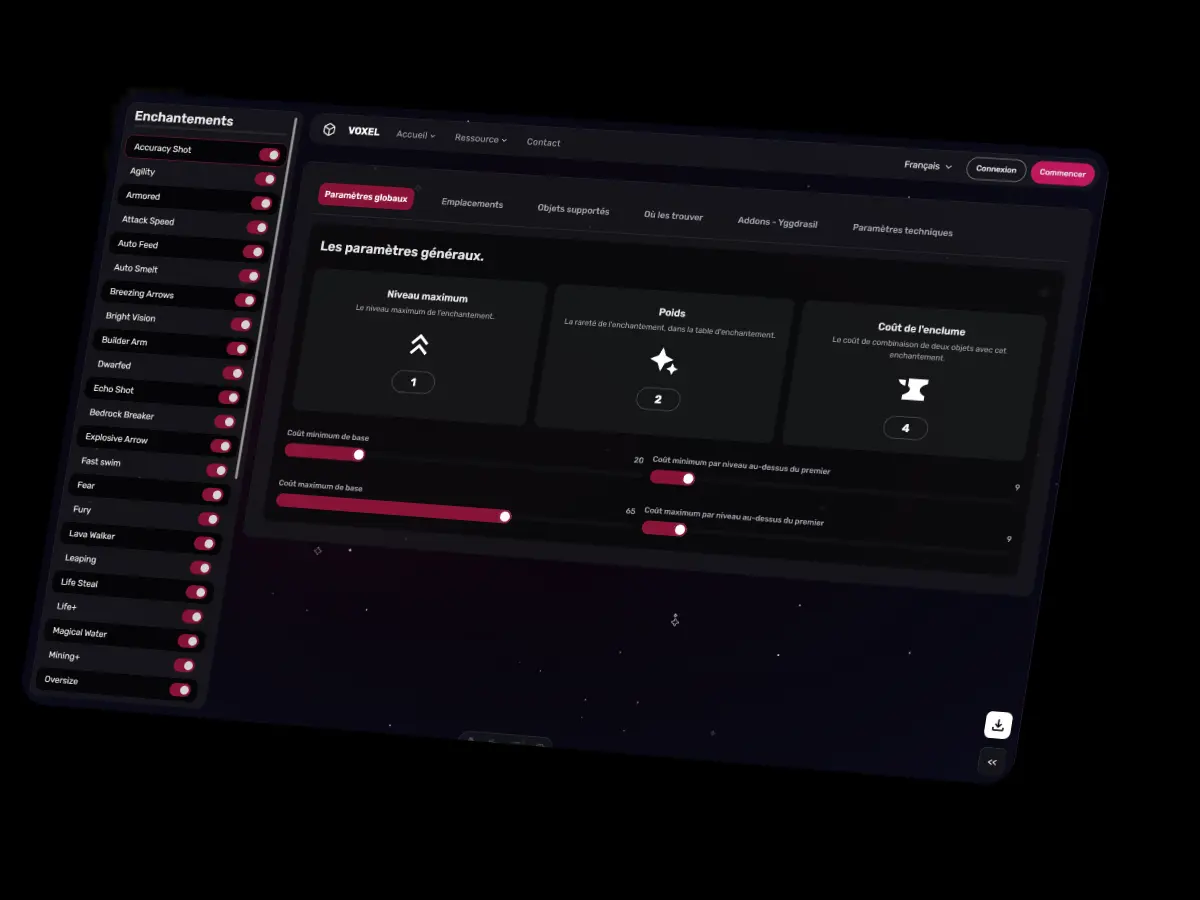 Enchantements
Accuracy Shot
Agility
Armored
Attack Speed
Auto Feed
Auto Smelt
Breezing Arrows
Bright Vision
Builder Arm
Dwarfed
Echo Shot
Bedrock Breaker
Explosive Arrow
Fast swim
Fear
Fury
Lava Walker
Leaping
Life Steal
Life+
Magical Water
Mining+
Oversize
VOXEL
Accueil
Ressource
Contact
Français
Connexion
Commencer
Paramètres globaux
Emplacements
Objets supportés
Où les trouver
Addons - Yggdrasil
Paramètres techniques
Les paramètres généraux.
Niveau maximum
Le niveau maximum de l'enchantement.
1
Poids
La rareté de l'enchantement, dans la table d'enchantement.
2
Coût de l'enclume
Le coût de combinaison de deux objets avec cet
enchantement.
4
Coût minimum de base
20
Coût minimum par niveau au-dessus du premier
9
Coût maximum de base
65
Coût maximum par niveau au-dessus du premier
9